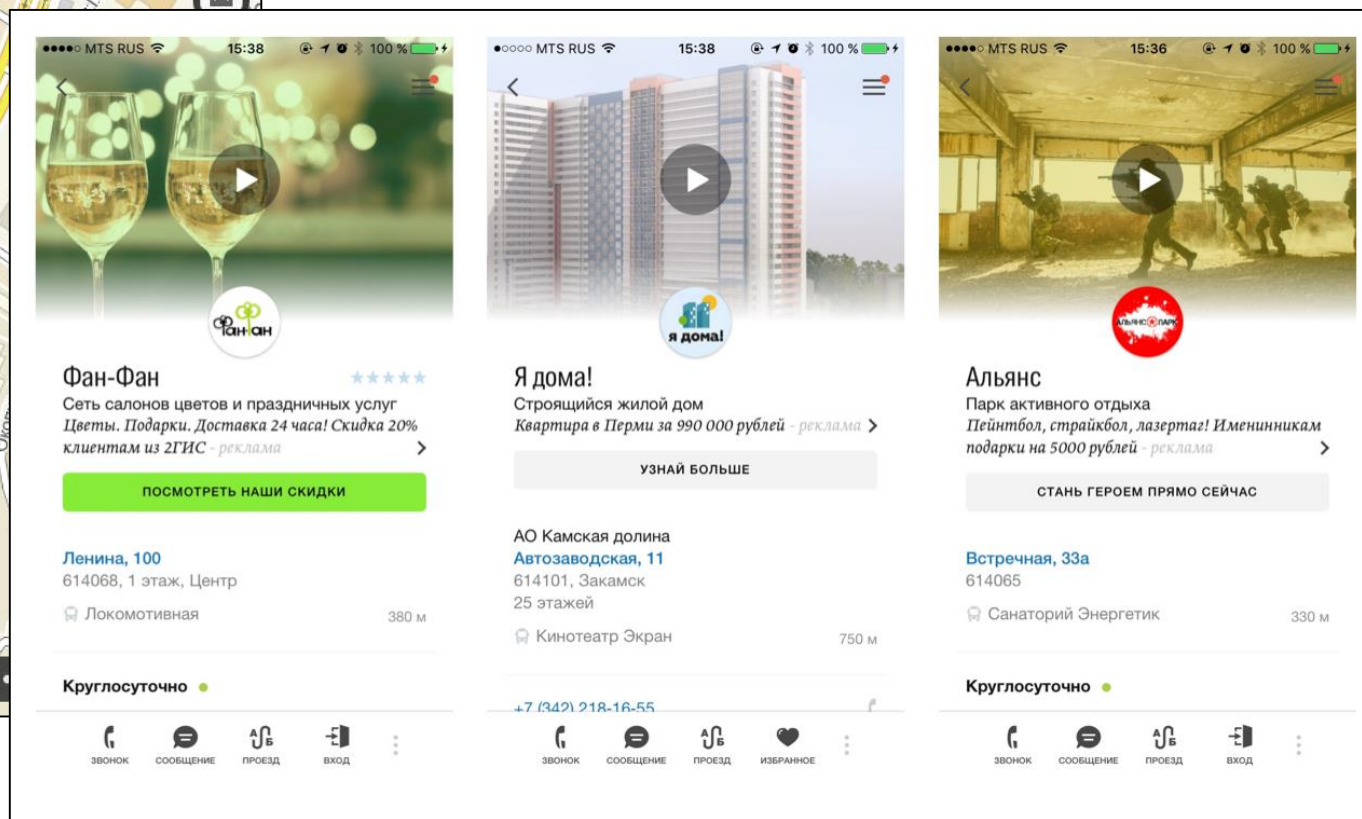 MTS RUS 15:38 100 %
Фан-Фан
Сеть салонов цветов и праздничных услуг
Цветы. Подарки. Доставка 24 часа! Скидка 20%
клиентам из 2ГИС - реклама
ПОСМОТРЕТЬ НАШИ СКИДКИ
Ленина, 100
614068, 1 этаж, Центр
Локомотивная 380 м
Круглосуточно
ЗВОНОК СООБЩЕНИЕ ПРОЕЗД ВХОД
MTS RUS 15:38 100 %
я дома!
Я дома!
Строящийся жилой дом
Квартира в Перми за 990 000 рублей - реклама
УЗНАЙ БОЛЬШЕ
АО Камская долина
Автозаводская, 11
614101, Закамск
25 этажей
Кинотеатр Экран 750 м
+7 (342) 218-16-55
ЗВОНОК СООБЩЕНИЕ ПРОЕЗД ИЗБРАННОЕ
MTS RUS 15:36 100 %
АЛЬЯНС ПАРК
Альянс
Парк активного отдыха
Пейнтбол, страйкбол, лазертаг! Именинникам
подарки на 5000 рублей - реклама
СТАНЬ ГЕРОЕМ ПРЯМО СЕЙЧАС
Встречная, 33а
614065
Санаторий Энергетик 330 м
Круглосуточно
ЗВОНОК СООБЩЕНИЕ ПРОЕЗД ВХОД